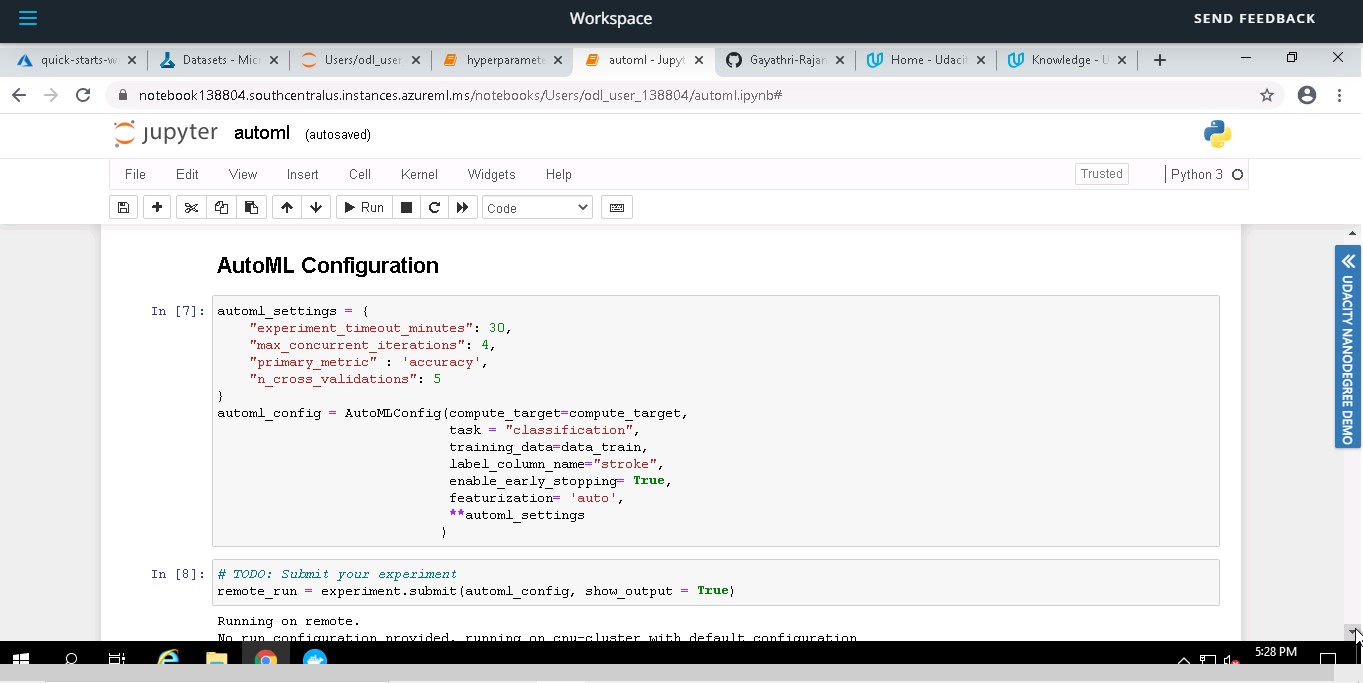 Workspace
SEND FEEDBACK
quick-starts-w
Datasets - Mic
Users/odl_user
hyperparamete
automl - Jupyt
Gayathri-Rajan
Home - Udacit
Knowledge - U
notebook138804.southcentralus.instances.azureml.ms/notebooks/Users/odl_user_138804/automl.ipynb#
jupyter automl (autosaved)
File Edit View Insert Cell Kernel Widgets Help
Trusted
Python 3
Run
Code
UDACITY NANODEGREE DEMO
AutoML Configuration
In [7]:
automl_settings = {
    "experiment_timeout_minutes": 30,
    "max_concurrent_iterations": 4,
    "primary_metric" : 'accuracy',
    "n_cross_validations": 5
}
automl_config = AutoMLConfig(compute_target=compute_target,
                             task = "classification",
                             training_data=data_train,
                             label_column_name="stroke",
                             enable_early_stopping= True,
                             featurization= 'auto',
                             **automl_settings
                            )
In [8]:
# TODO: Submit your experiment
remote_run = experiment.submit(automl_config, show_output = True)
Running on remote.
No run configuration provided, running on cpu-cluster with default configuration
5:28 PM